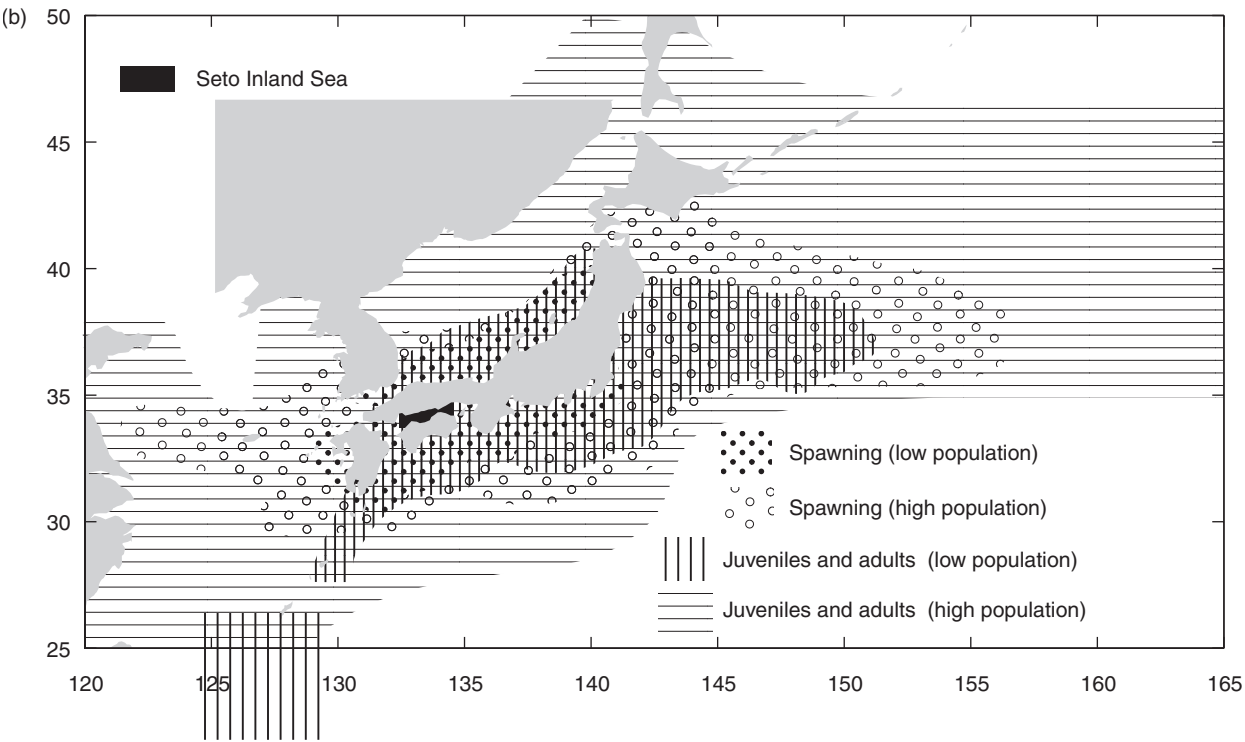 (b)
50
Seto Inland Sea
45
40
35
Spawning (low population)
Spawning (high population)
30
Juveniles and adults (low population)
Juveniles and adults (high population)
25
120 125 130 135 140 145 150 155 160 165